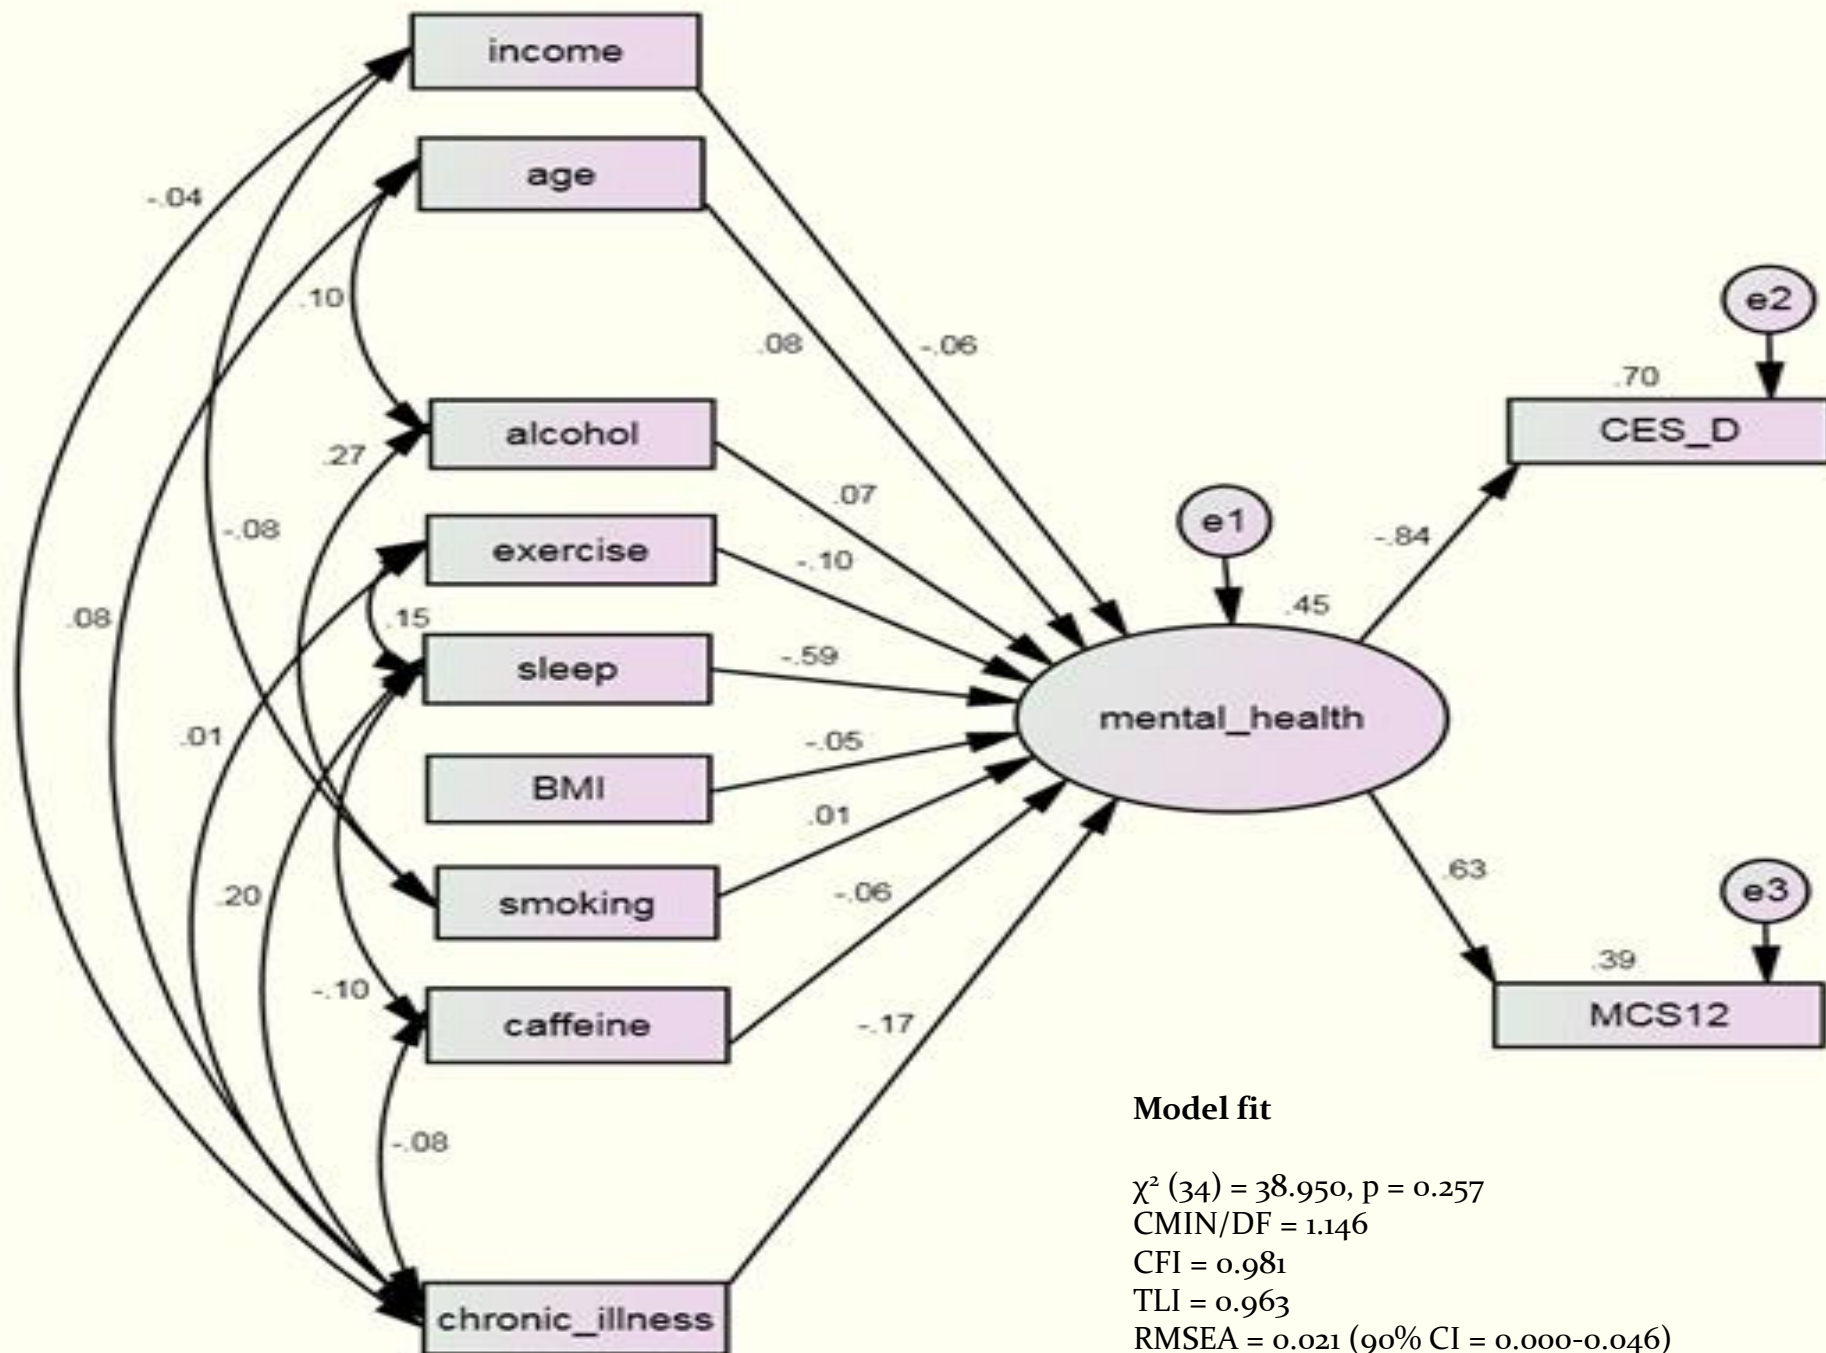 income
-.04
age
.10
.08
-.06
e2
.70
CES_D
alcohol
.27
.07
-.08
exercise
-.10
e1
-.84
.08
.15
.45
sleep
-.59
mental_health
.01
-.05
BMI
.01
.63
.20
smoking
-.06
e3
.39
-.10
caffeine
-.17
MCS12
-.08
chronic_illness
Model fit
χ² (34) = 38.950, p = 0.257
CMIN/DF = 1.146
CFI = 0.981
TLI = 0.963
RMSEA = 0.021 (90% CI = 0.000-0.046)